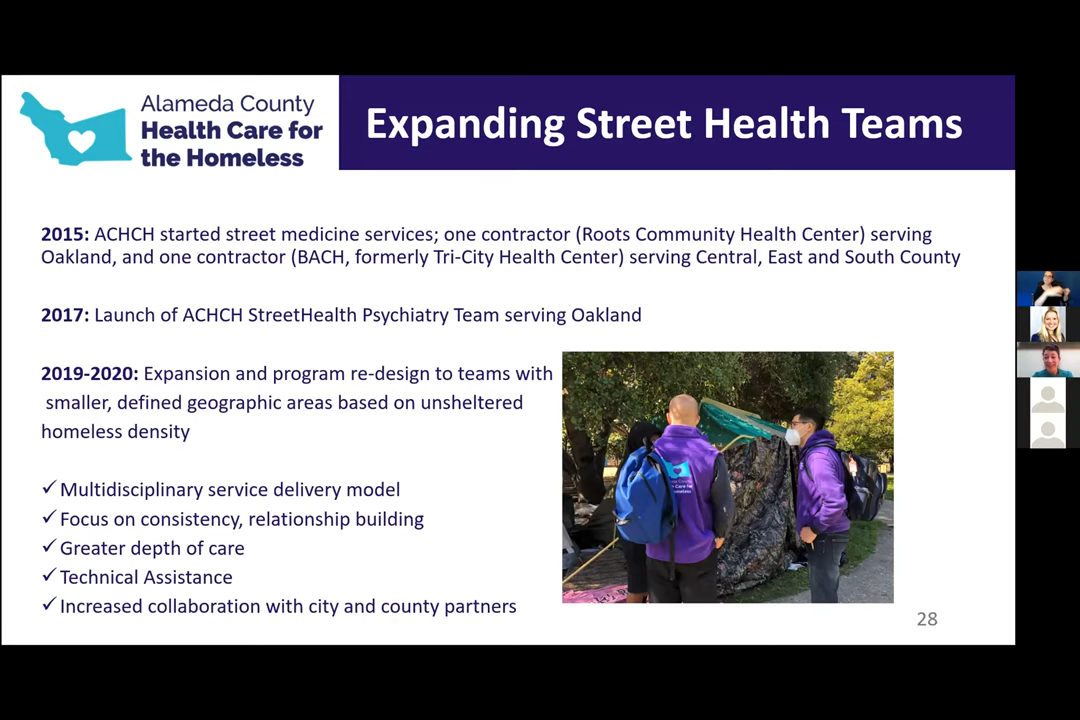 Alameda County
Health Care for
the Homeless
Expanding Street Health Teams
2015: ACHCH started street medicine services; one contractor (Roots Community Health Center) serving
Oakland, and one contractor (BACH, formerly Tri-City Health Center) serving Central, East and South County
2017: Launch of ACHCH StreetHealth Psychiatry Team serving Oakland
2019-2020: Expansion and program re-design to teams with
smaller, defined geographic areas based on unsheltered
homeless density
✓Multidisciplinary service delivery model
✓Focus on consistency, relationship building
✓Greater depth of care
✓Technical Assistance
✓Increased collaboration with city and county partners
28